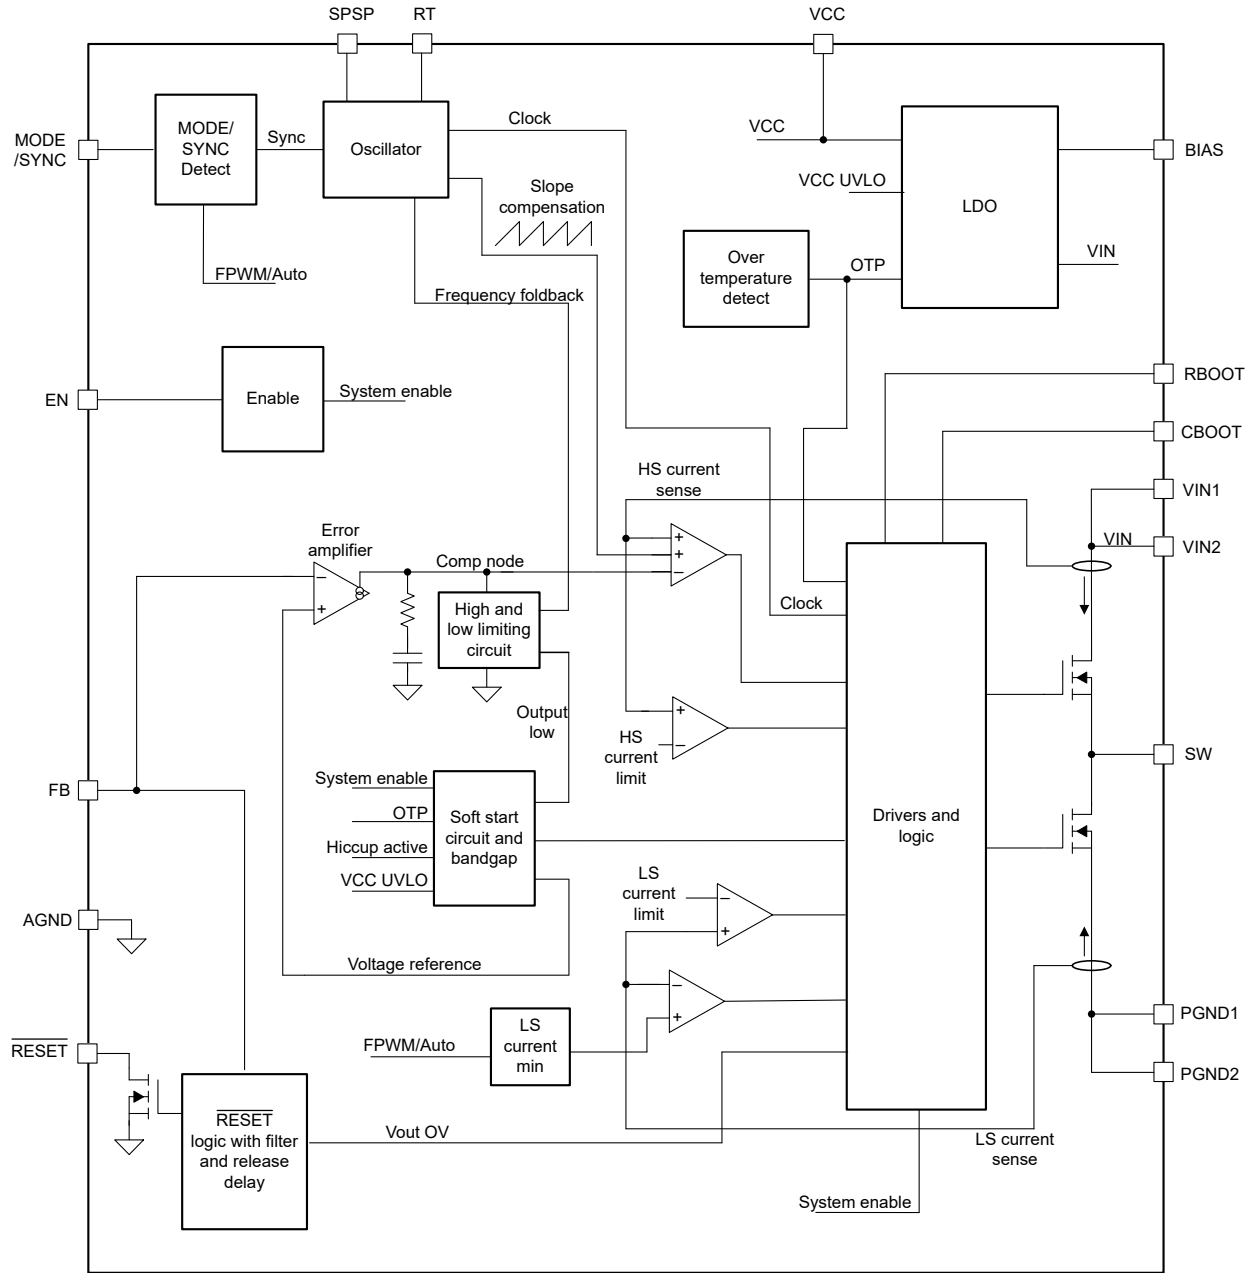 SPSP
RT
VCC
MODE
/SYNC
MODE/
SYNC
Detect
Sync
Oscillator
Clock
VCC
LDO
BIAS
VCC UVLO
Slope
compensation
VIN
OTP
Over
temperature
detect
FPWM/Auto
Frequency foldback
RBOOT
EN
Enable
System enable
CBOOT
HS current
sense
VIN1
VIN
VIN2
Error
amplifier
Comp node
+
+
−
−
+
High and
low limiting
circuit
Clock
Output
low
+
−
HS
current
limit
SW
FB
System enable
OTP
Hiccup active
VCC UVLO
Soft start
circuit and
bandgap
Drivers and
logic
LS
current
limit
−
+
AGND
Voltage reference
−
+
LS
current
min
FPWM/Auto
PGND1
RESET
PGND2
RESET
logic with filter
and release
delay
Vout OV
LS current
sense
System enable